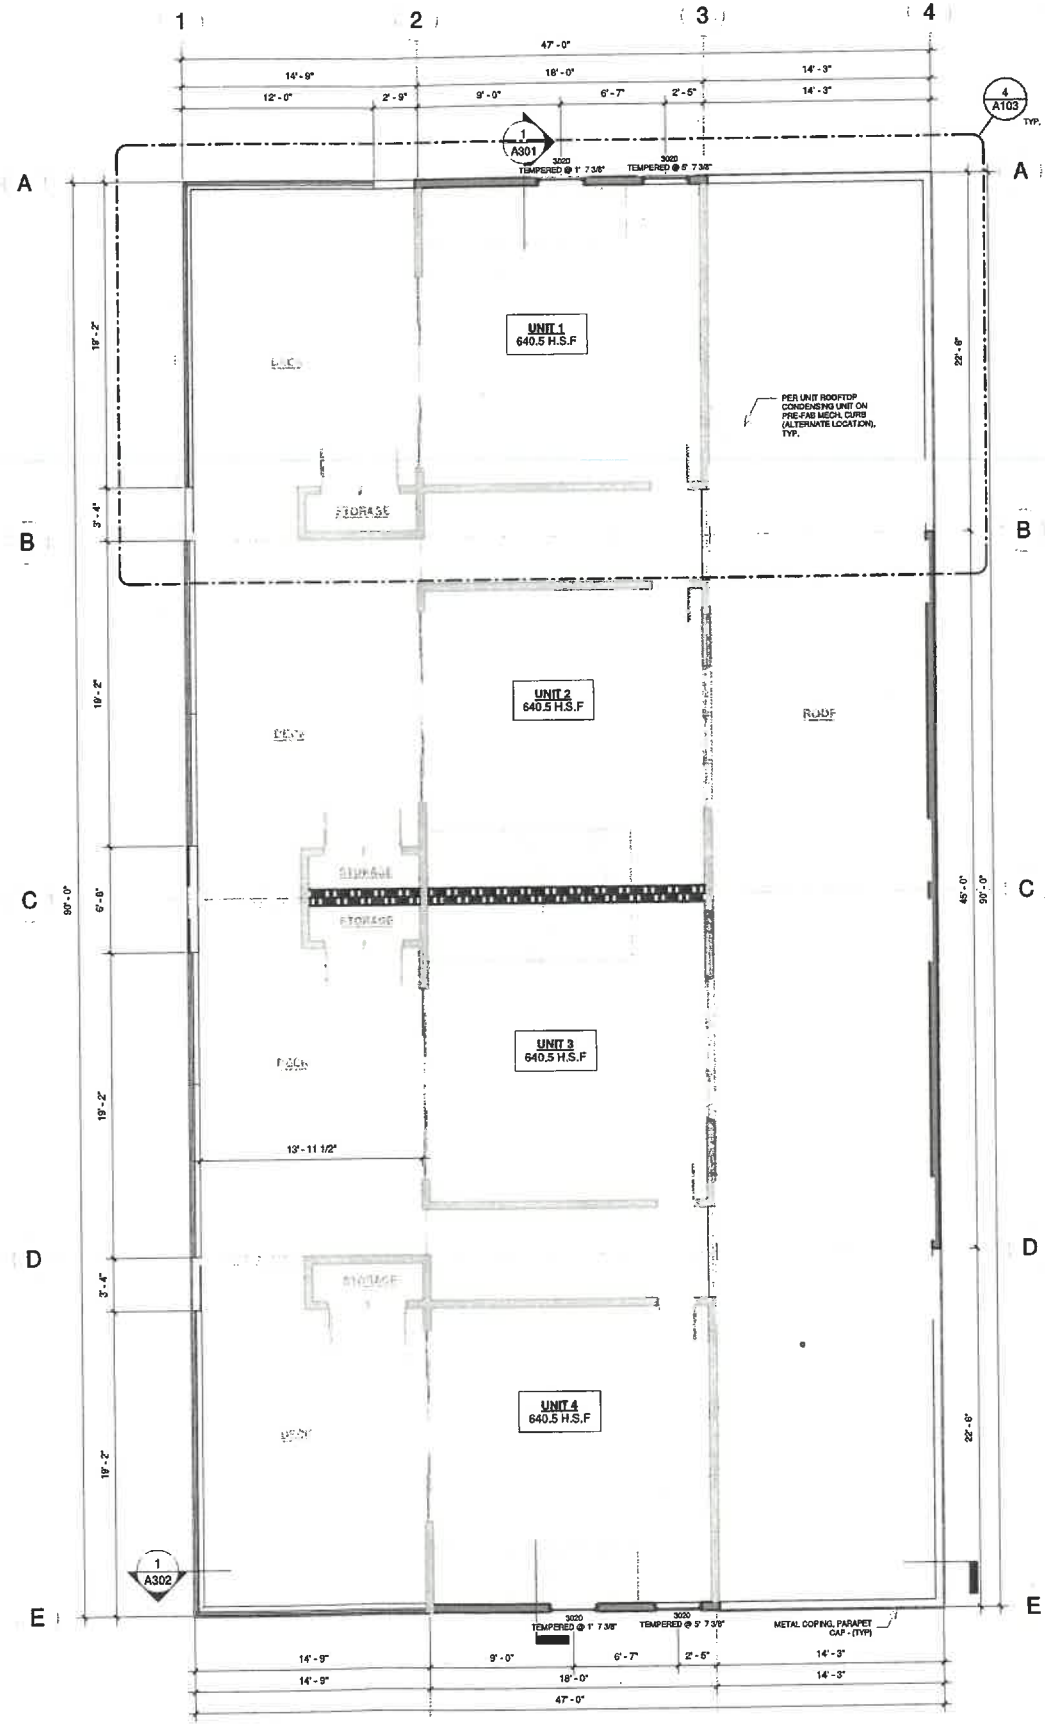 1
2
3
4
47'-0"
14'-9"
18'-0"
14'-3"
12'-0"
2'-9"
9'-0"
6'-7"
2'-5"
14'-3"
4
A103
TYP.
1
A301
3020
TEMPERED @ 1' 7 3/8"
3020
TEMPERED @ 5' 7 3/8"
A
A
19'-2"
22'-6"
UNIT 1
640.5 H.S.F
DECK
PER UNIT ROOFTOP
CONDENSING UNIT ON
PRE-FAB MECH. CURB
(ALTERNATE LOCATION),
TYP.
STORAGE
3'-4"
B
B
19'-2"
UNIT 2
640.5 H.S.F
DECK
ROOF
STORAGE
C
90'-0"
6'-8"
45'-0"
90'-0"
C
STORAGE
UNIT 3
640.5 H.S.F
DECK
19'-2"
13'-11 1/2"
D
D
STORAGE
3'-4"
UNIT 4
640.5 H.S.F
DECK
19'-2"
22'-6"
1
A302
E
E
3020
TEMPERED @ 1' 7 3/8"
3020
TEMPERED @ 5' 7 3/8"
METAL COPING, PARAPET
CAP - (TYP)
14'-9"
9'-0"
6'-7"
2'-5"
14'-3"
14'-9"
18'-0"
14'-3"
47'-0"